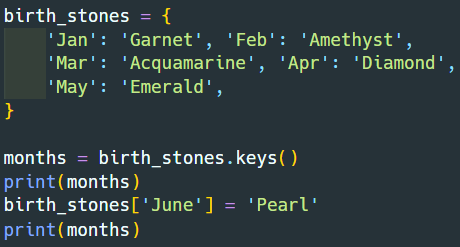 birth_stones = {
    'Jan': 'Garnet', 'Feb': 'Amethyst',
    'Mar': 'Acquamarine', 'Apr': 'Diamond',
    'May': 'Emerald',
}

months = birth_stones.keys()
print(months)
birth_stones['June'] = 'Pearl'
print(months)